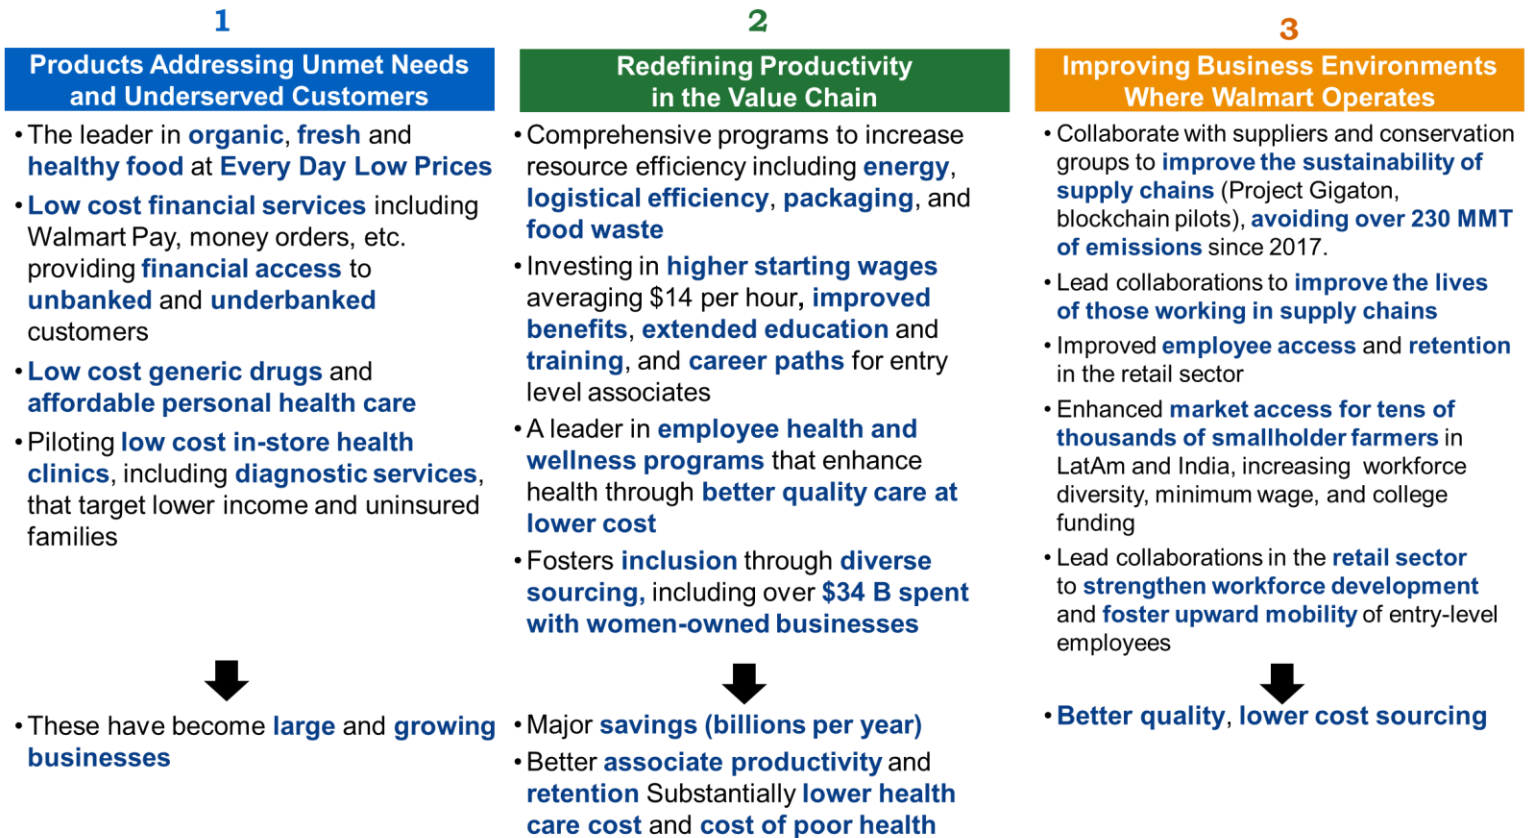 1
Products Addressing Unmet Needs
and Underserved Customers
• The leader in organic, fresh and
healthy food at Every Day Low Prices
• Low cost financial services including
Walmart Pay, money orders, etc.
providing financial access to
unbanked and underbanked
customers
• Low cost generic drugs and
affordable personal health care
• Piloting low cost in-store health
clinics, including diagnostic services,
that target lower income and uninsured
families
• These have become large and growing
businesses
2
Redefining Productivity
in the Value Chain
• Comprehensive programs to increase
resource efficiency including energy,
logistical efficiency, packaging, and
food waste
• Investing in higher starting wages
averaging $14 per hour, improved
benefits, extended education and
training, and career paths for entry
level associates
• A leader in employee health and
wellness programs that enhance
health through better quality care at
lower cost
• Fosters inclusion through diverse
sourcing, including over $34 B spent
with women-owned businesses
• Major savings (billions per year)
• Better associate productivity and
retention Substantially lower health
care cost and cost of poor health
3
Improving Business Environments
Where Walmart Operates
• Collaborate with suppliers and conservation
groups to improve the sustainability of
supply chains (Project Gigaton,
blockchain pilots), avoiding over 230 MMT
of emissions since 2017.
• Lead collaborations to improve the lives
of those working in supply chains
• Improved employee access and retention
in the retail sector
• Enhanced market access for tens of
thousands of smallholder farmers in
LatAm and India, increasing workforce
diversity, minimum wage, and college
funding
• Lead collaborations in the retail sector
to strengthen workforce development
and foster upward mobility of entry-level
employees
• Better quality, lower cost sourcing